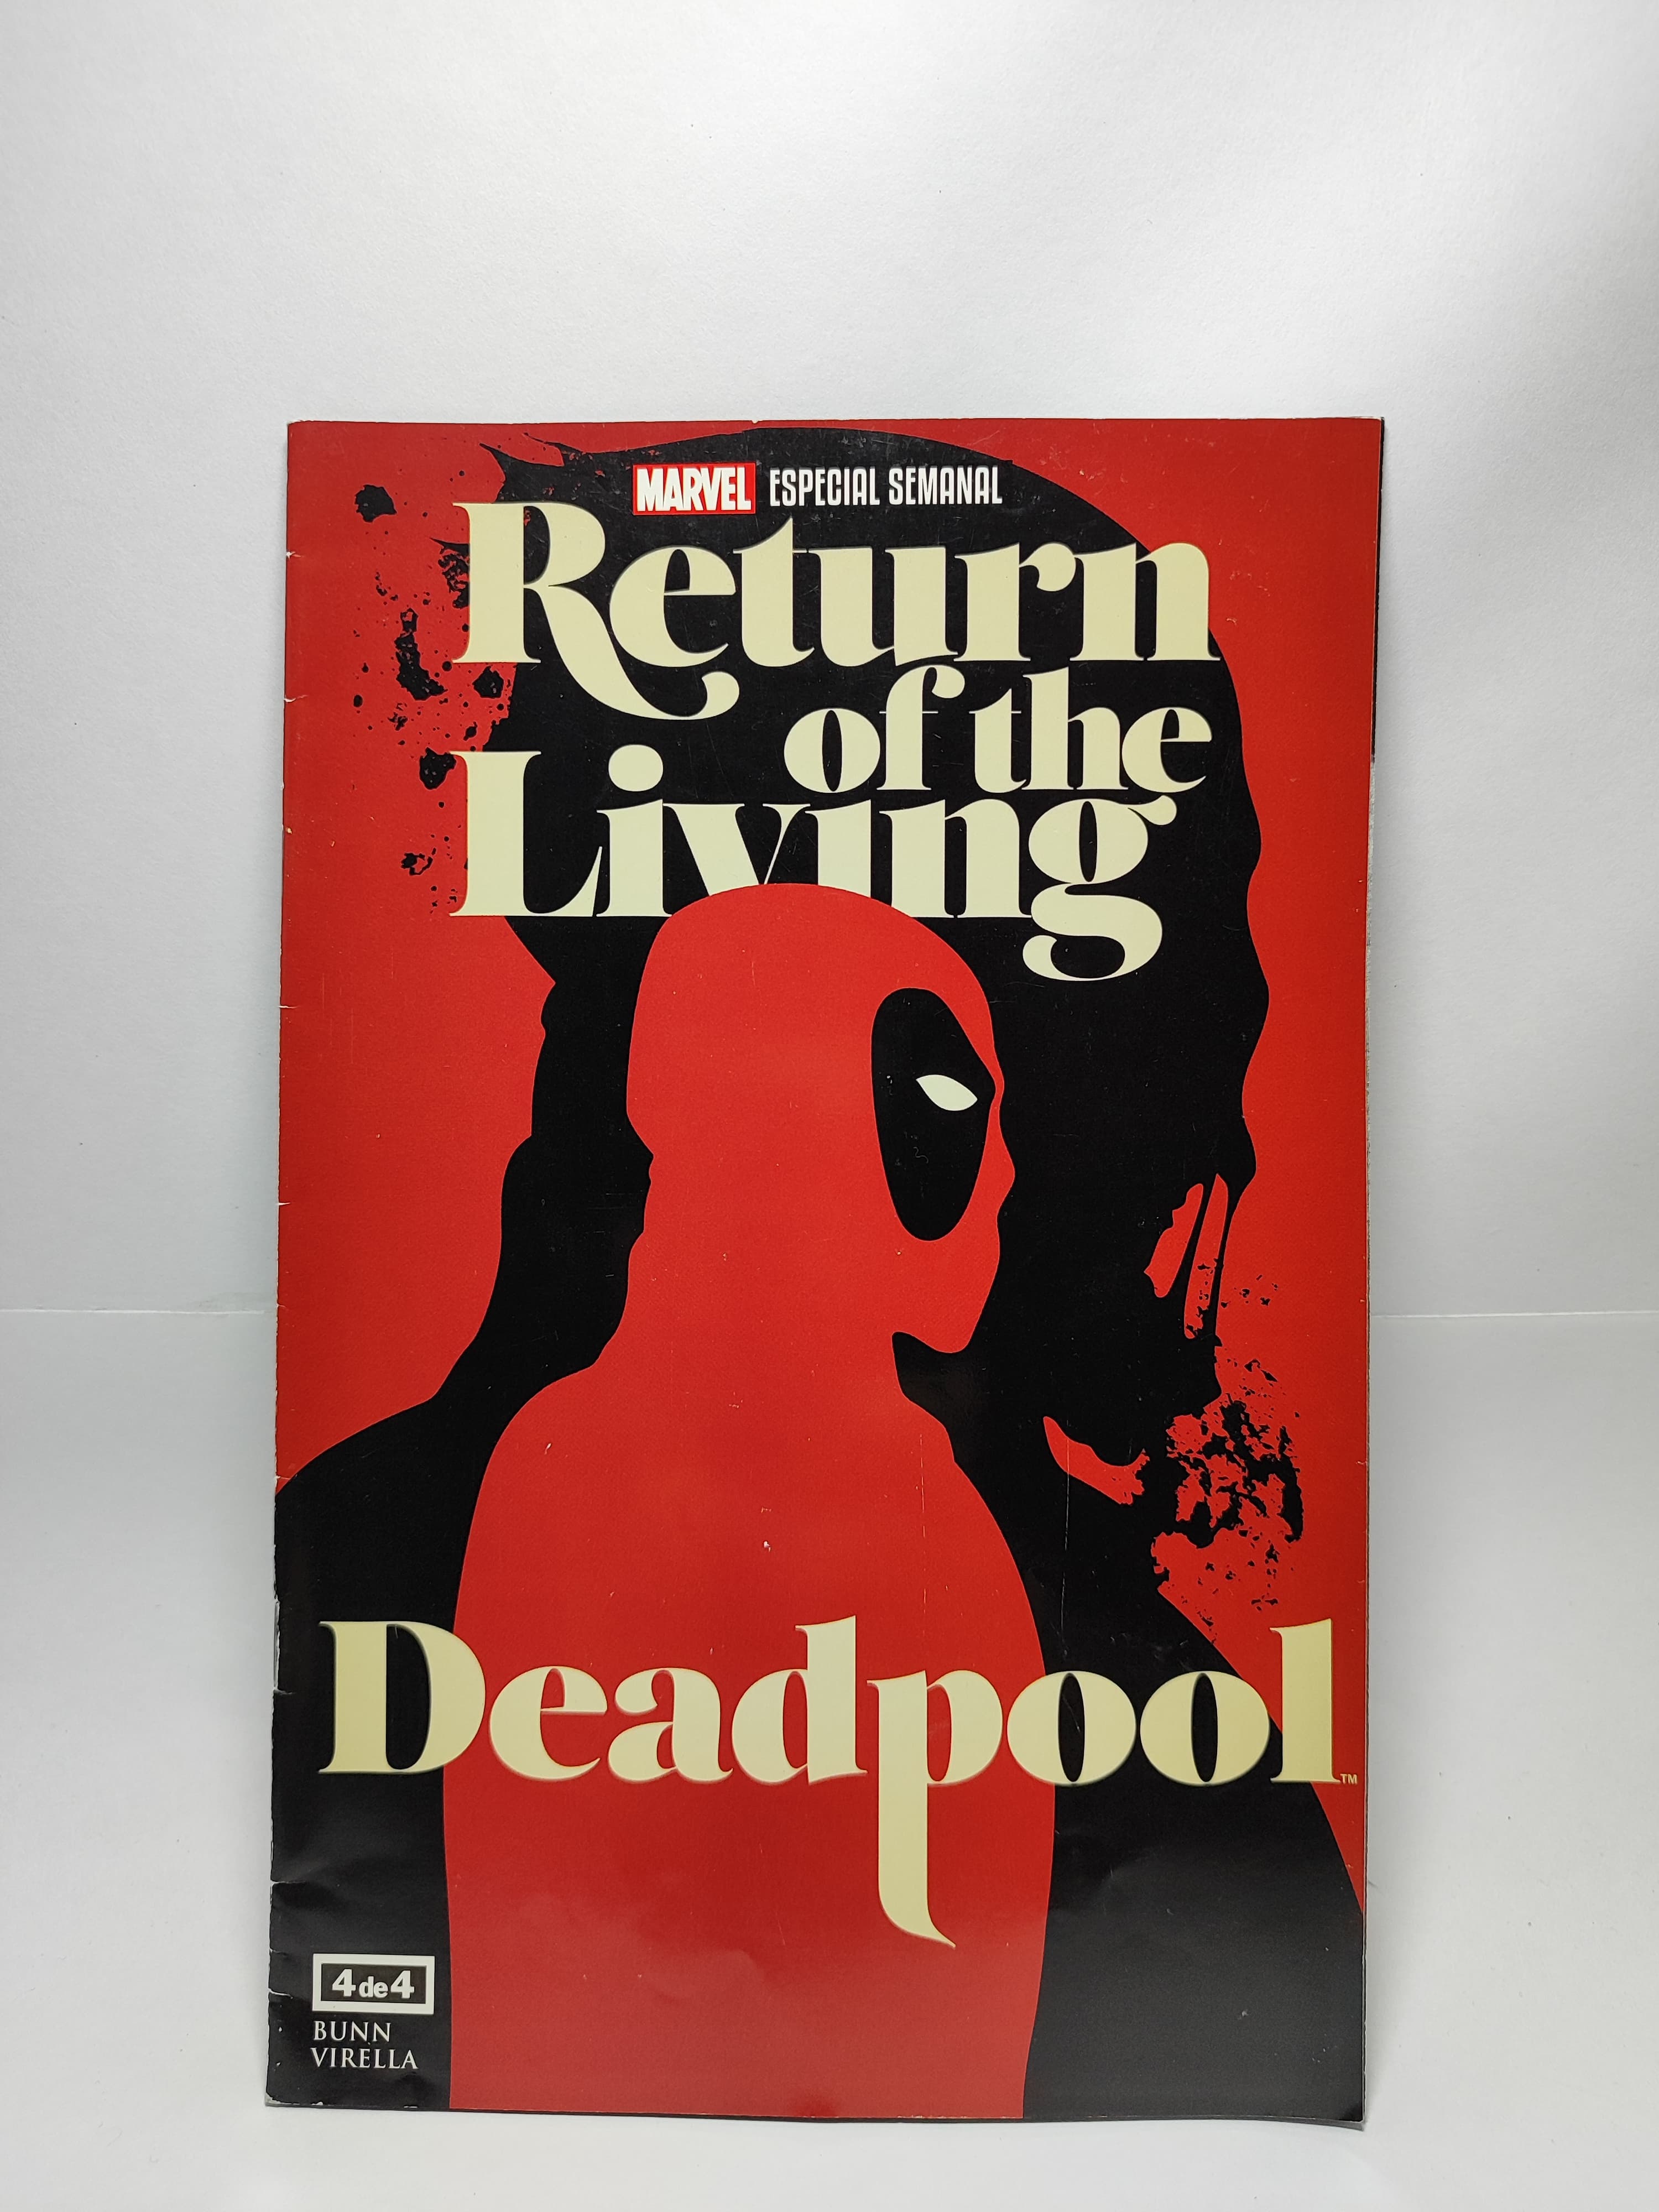 MARVEL ESPECIAL SEMANAL
Return
of the
Living
Deadpool™
4 de 4
BUNN
VIRELLA